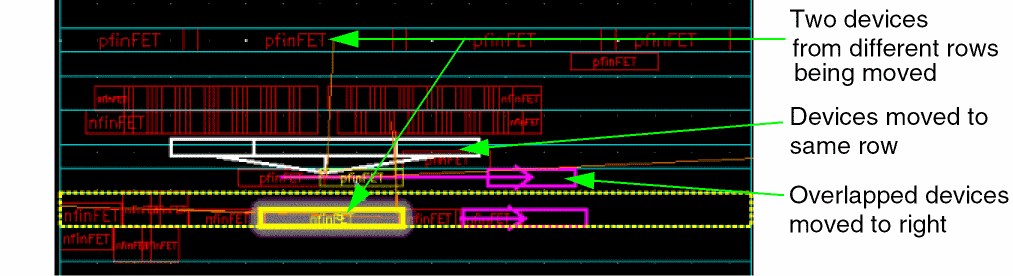 Two devices
from different rows
being moved
Devices moved to
same row
Overlapped devices
moved to right
pfinFET
pfinFET
pfinFET
pfinFET
pfinFET
nfinFET
nfinFET
nfinFET
nfinFET
pfinFET
pfinFET
pfinFET
nfinFET
nfinFET
nfinFET
nfinFET
nfinFET
nfinFET
nfinFET